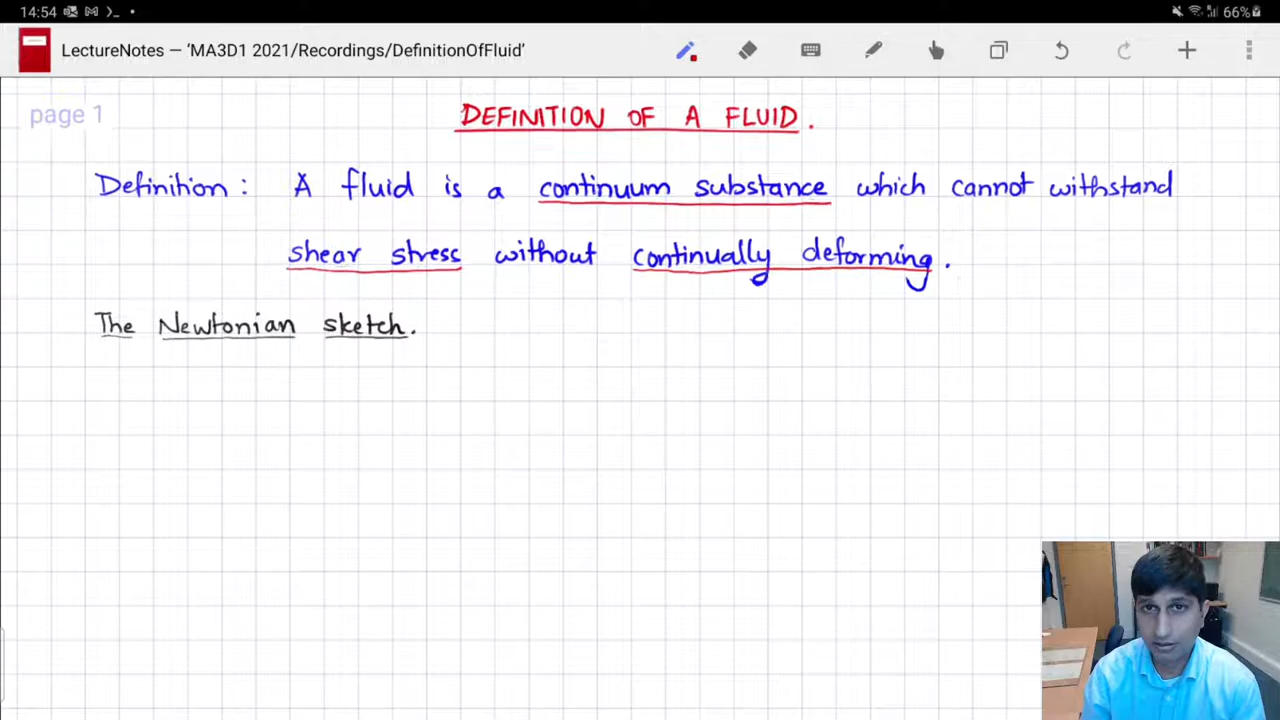 14:54 66%
LectureNotes — ‘MA3D1 2021/Recordings/DefinitionOfFluid’
page 1
DEFINITION OF A FLUID.
Definition: A fluid is a continuum substance which cannot withstand
shear stress without continually deforming.
The Newtonian sketch.